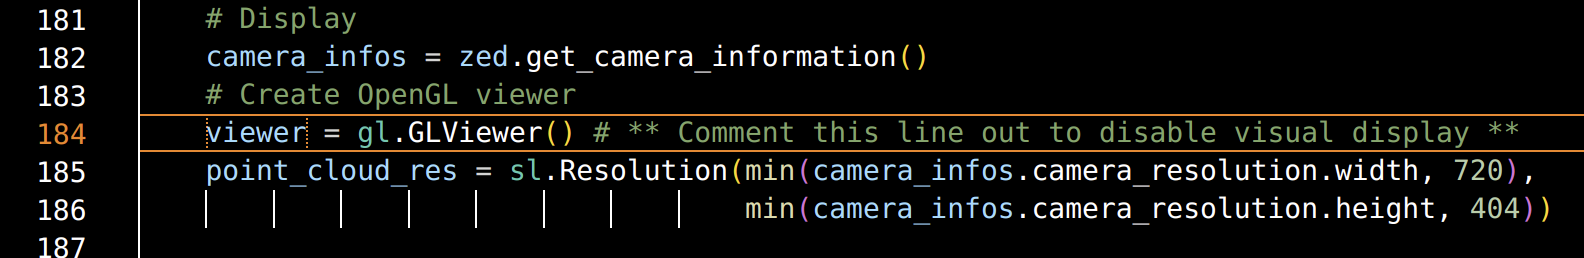 181 # Display
182 camera_infos = zed.get_camera_information()
183 # Create OpenGL viewer
184 viewer = gl.GLViewer() # ** Comment this line out to disable visual display **
185 point_cloud_res = sl.Resolution(min(camera_infos.camera_resolution.width, 720),
186 min(camera_infos.camera_resolution.height, 404))
187